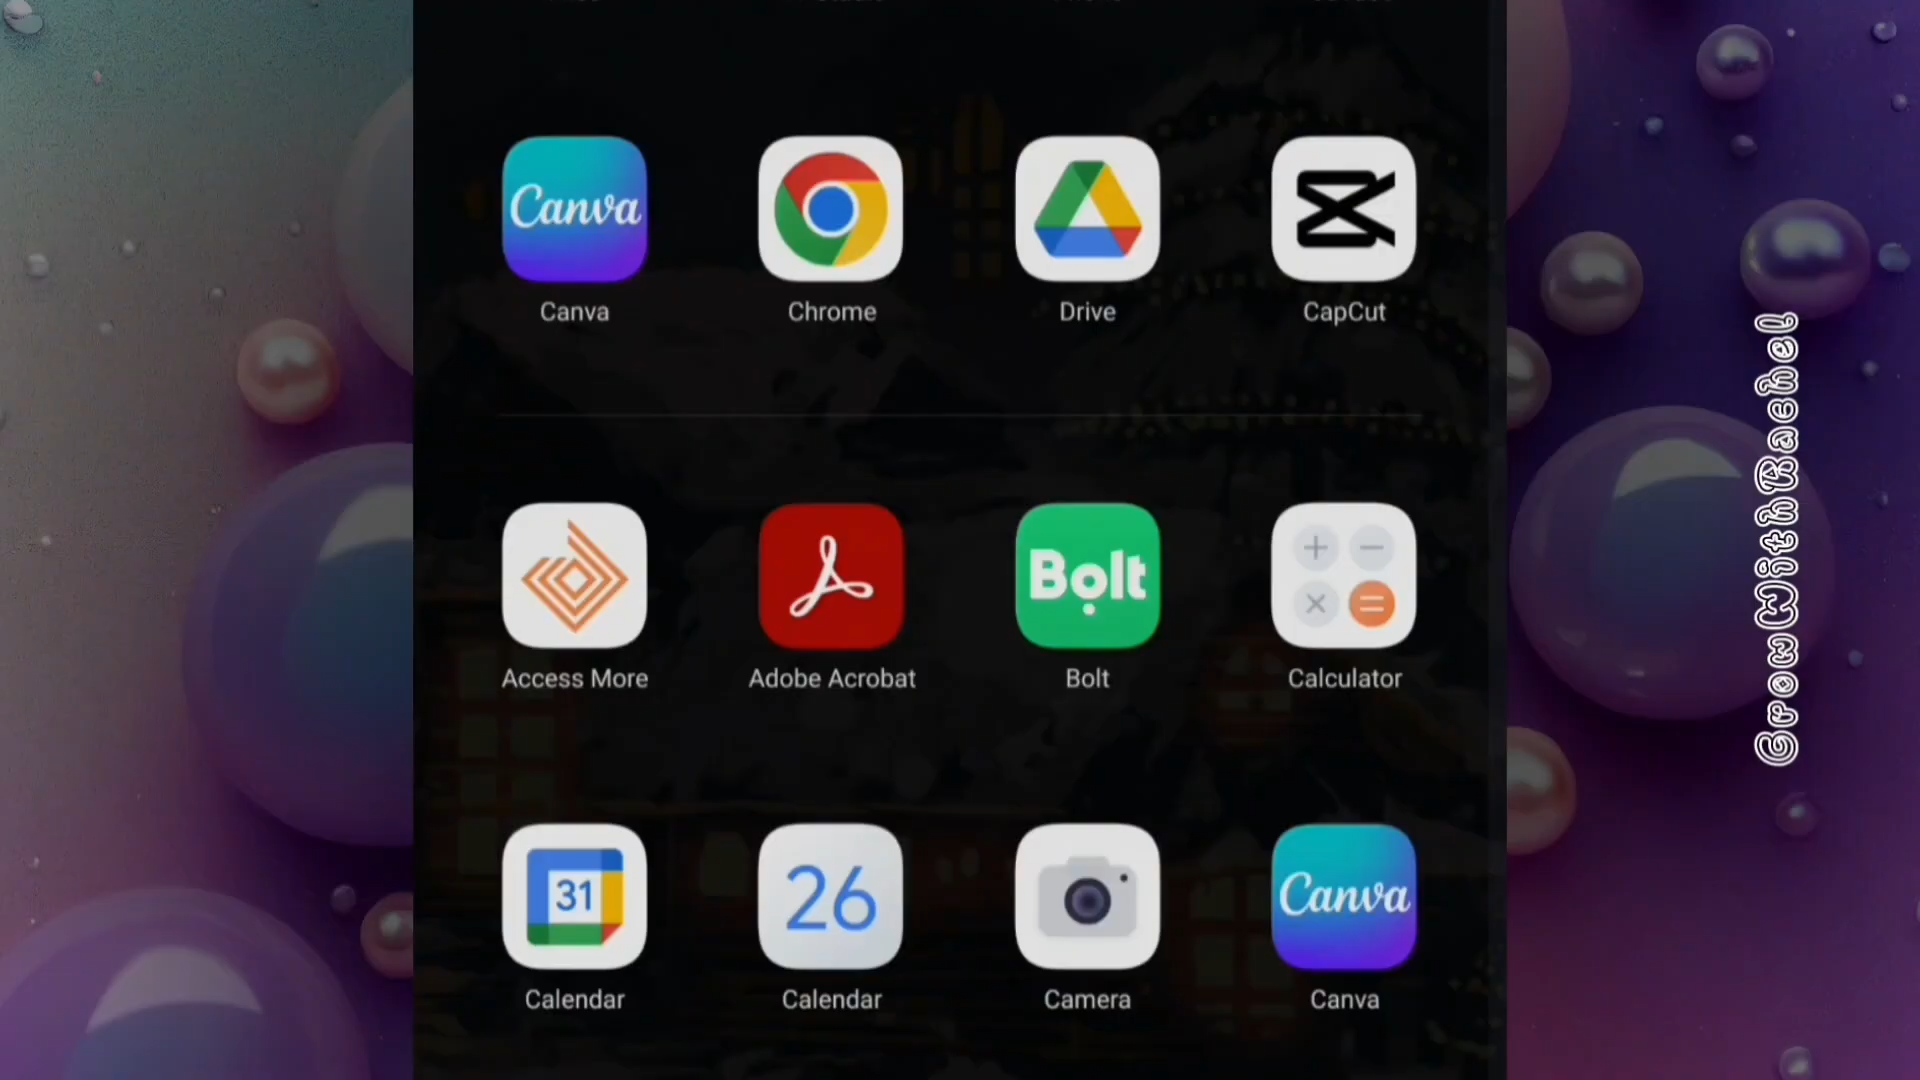 Canva
Canva
Chrome
Drive
CapCut
Access More
Adobe Acrobat
Bolt
Bolt
Calculator
31
Calendar
26
Calendar
Camera
Canva
Canva
GrowWithRachel